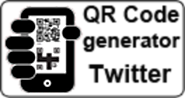 QR Code
generator
Twitter